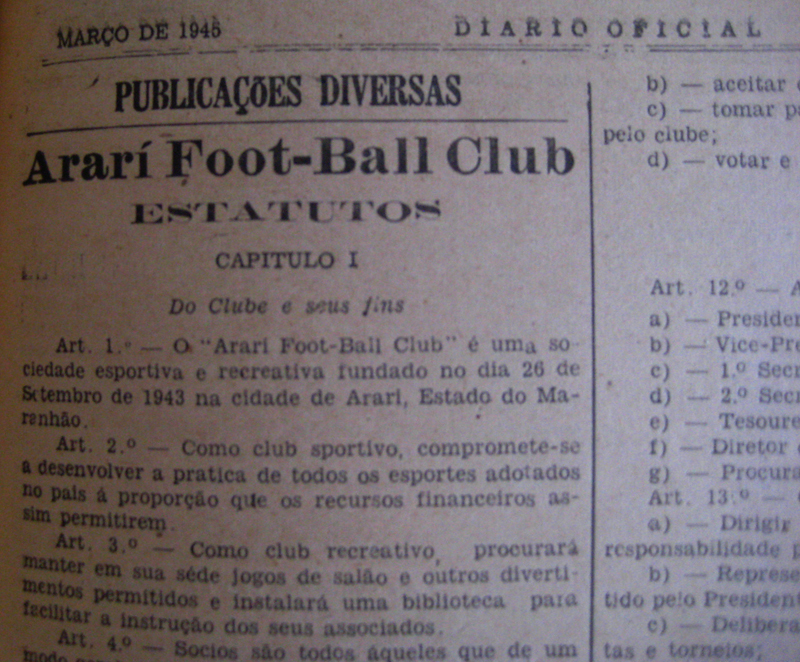 MARÇO DE 1945
DIARIO OFICIAL
PUBLICAÇÕES DIVERSAS
Ararí Foot-Ball Club
ESTATUTOS
CAPITULO I
Do Clube e seus fins
Art. 1.º — O "Ararí Foot-Ball Club" é uma so-
ciedade esportiva e recreativa fundado no dia 26 de
Setembro de 1943 na cidade de Ararí, Estado do Ma-
ranhão.
Art. 2.º — Como club sportivo, compromete-se
a desenvolver a pratica de todos os esportes adotados
no país á proporção que os recursos financeiros as-
sim permitirem.
Art. 3.º — Como club recreativo, procurará
manter em sua séde jogos de salão e outros diverti-
mentos permitidos e instalará uma biblioteca para
facilitar a instrução dos seus associados.
Art. 4.º — Socios são todos áqueles que de um
modo
b) — aceitar
c) — tomar
pelo clube;
d) — votar e
Art. 12.º —
a) — Presiden
b) — Vice-Pre
c) — 1.º Secr
d) — 2.º Secr
e) — Tesoure
f) — Diretor
g) — Procura
Art. 13.º —
a) — Dirigir
responsabilidade
b) — Represe
tido pelo President
c) — Delibera
tas e torneios;